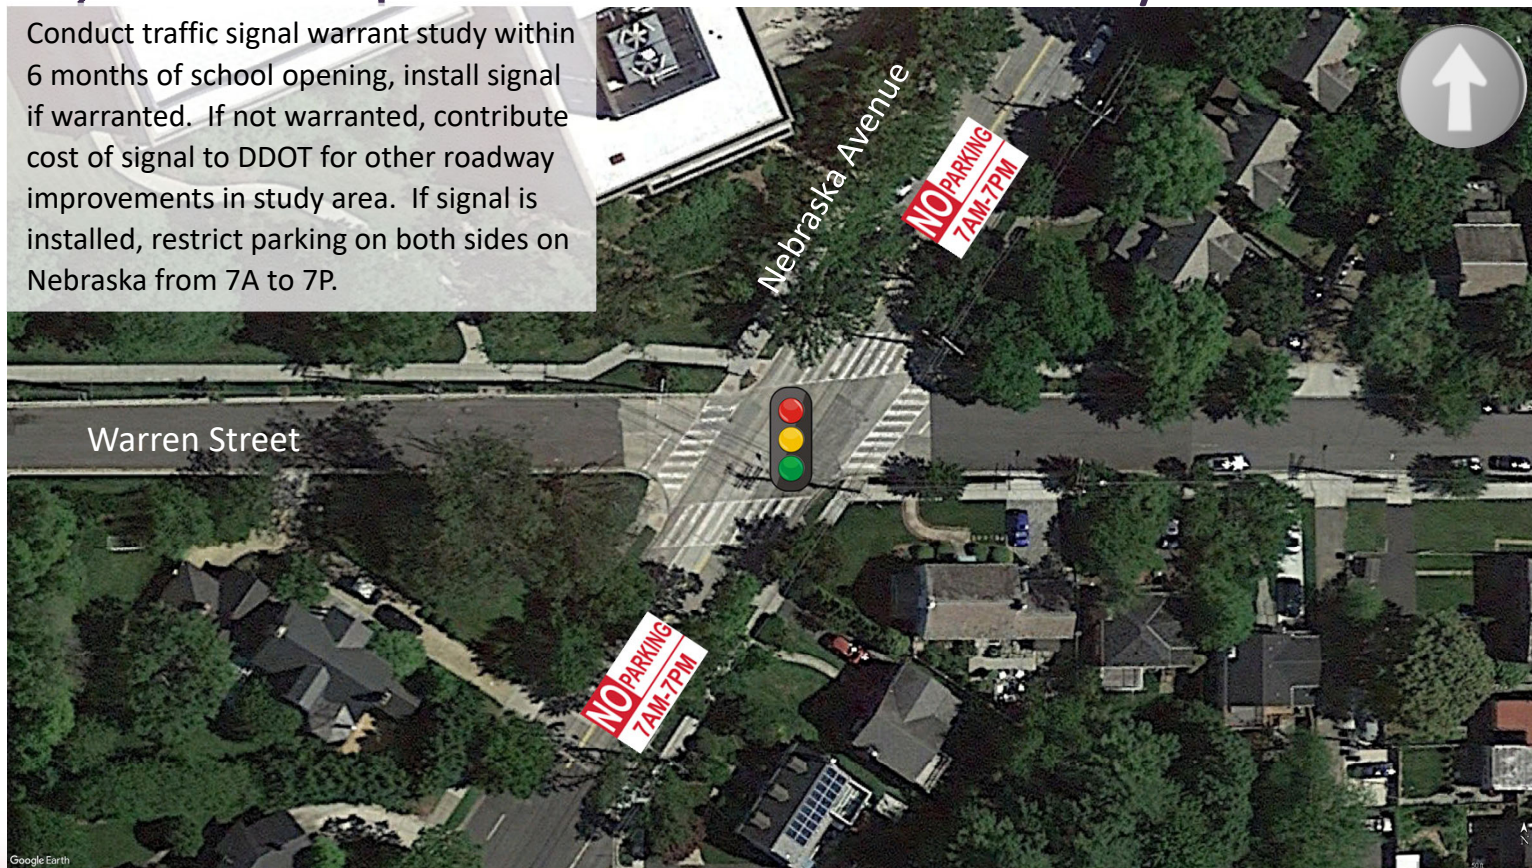 Conduct traffic signal warrant study within
6 months of school opening, install signal
if warranted. If not warranted, contribute
cost of signal to DDOT for other roadway
improvements in study area. If signal is
installed, restrict parking on both sides on
Nebraska from 7A to 7P.
Nebraska Avenue
NO PARKING
7AM-7PM
Warren Street
NO PARKING
7AM-7PM
Google Earth
N